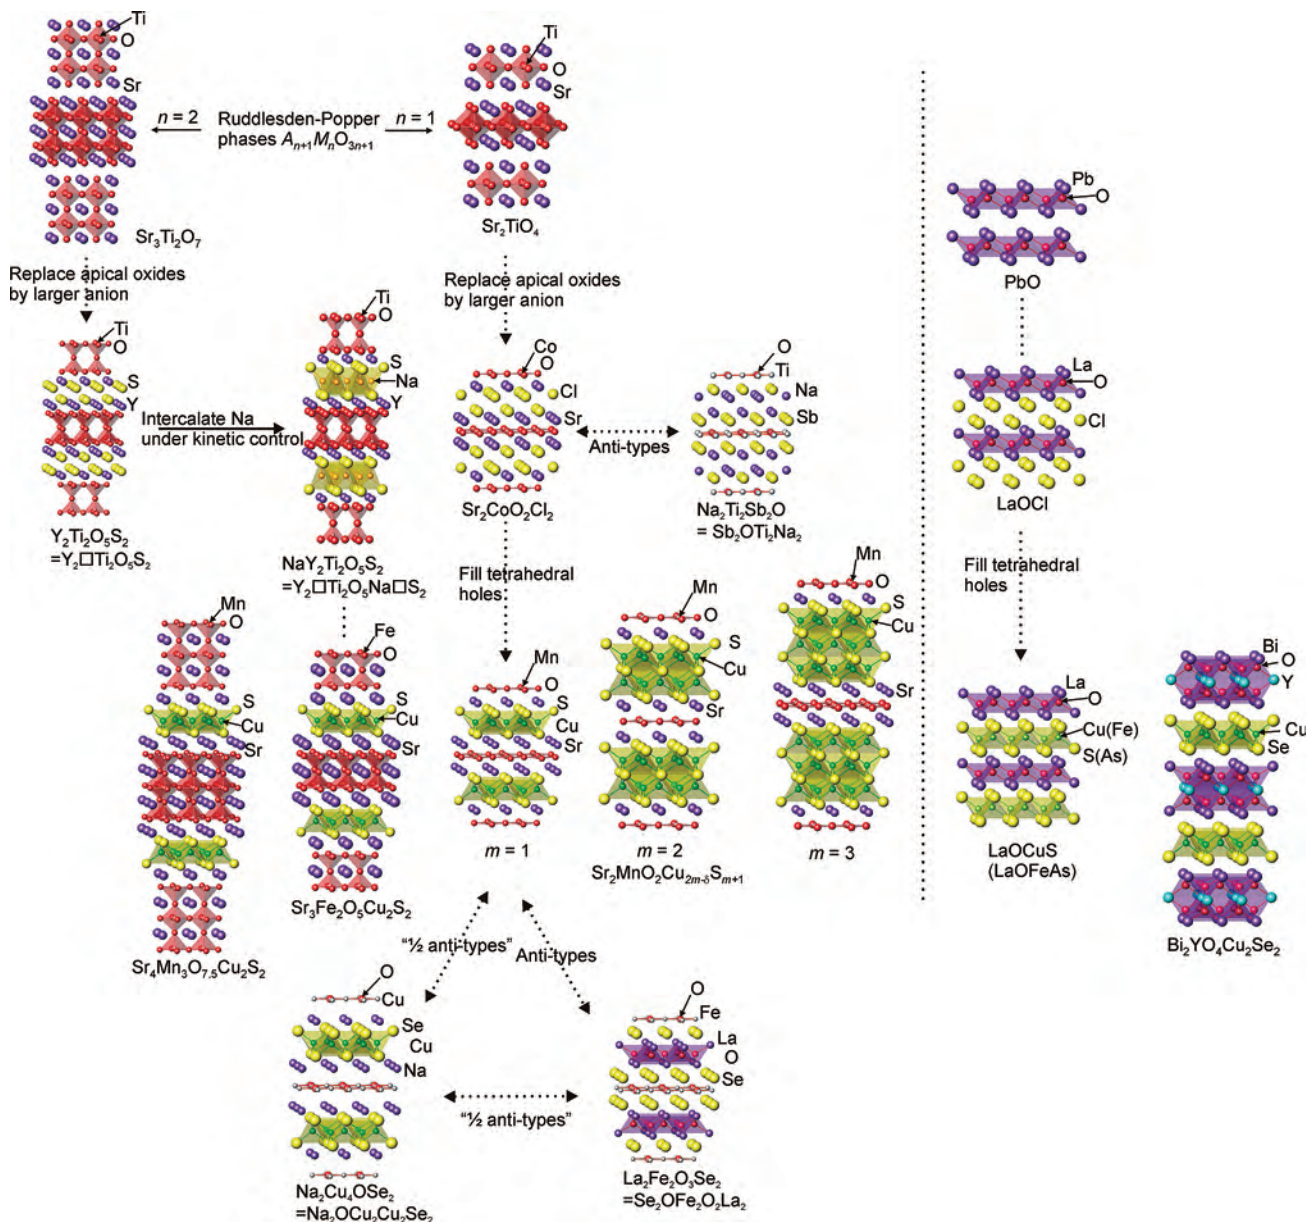 Ti
O
Sr
n = 2
Ruddlesden-Popper
phases Aₙ₊₁MₙO₃ₙ₊₁
n = 1
Ti
O
Sr
Sr₃Ti₂O₇
Sr₂TiO₄
Pb
O
PbO
Replace apical oxides
by larger anion
Replace apical oxides
by larger anion
Ti
O
S
Y
Y₂Ti₂O₅S₂
=Y₂□Ti₂O₅S₂
Intercalate Na
under kinetic control
Ti
O
S
Na
Y
NaY₂Ti₂O₅S₂
=Y₂□Ti₂O₅Na□S₂
Co
O
Cl
Sr
Sr₂CoO₂Cl₂
Anti-types
O
Ti
Na
Sb
Na₂Ti₂Sb₂O
= Sb₂OTi₂Na₂
La
O
Cl
LaOCl
Fill tetrahedral
holes
Fill tetrahedral
holes
Mn
O
S
Cu
Sr
Sr₄Mn₃O₇.₅Cu₂S₂
Fe
O
S
Cu
Sr
Sr₃Fe₂O₅Cu₂S₂
Mn
O
S
Cu
Sr
m = 1
Mn
O
S
Cu
Sr
m = 2
Mn
O
S
Cu
Sr
m = 3
Sr₂MnO₂Cu₂ₘ₋δSₘ₊₁
La
O
Cu(Fe)
S(As)
LaOCuS
(LaOFeAs)
Bi
O
Y
Cu
Se
Bi₂YO₄Cu₂Se₂
“½ anti-types”
Anti-types
O
Cu
Se
Cu
Na
Na₂Cu₄OSe₂
=Na₂OCu₂Cu₂Se₂
“½ anti-types”
O
Fe
La
O
Se
La₂Fe₂O₃Se₂
=Se₂OFe₂O₂La₂